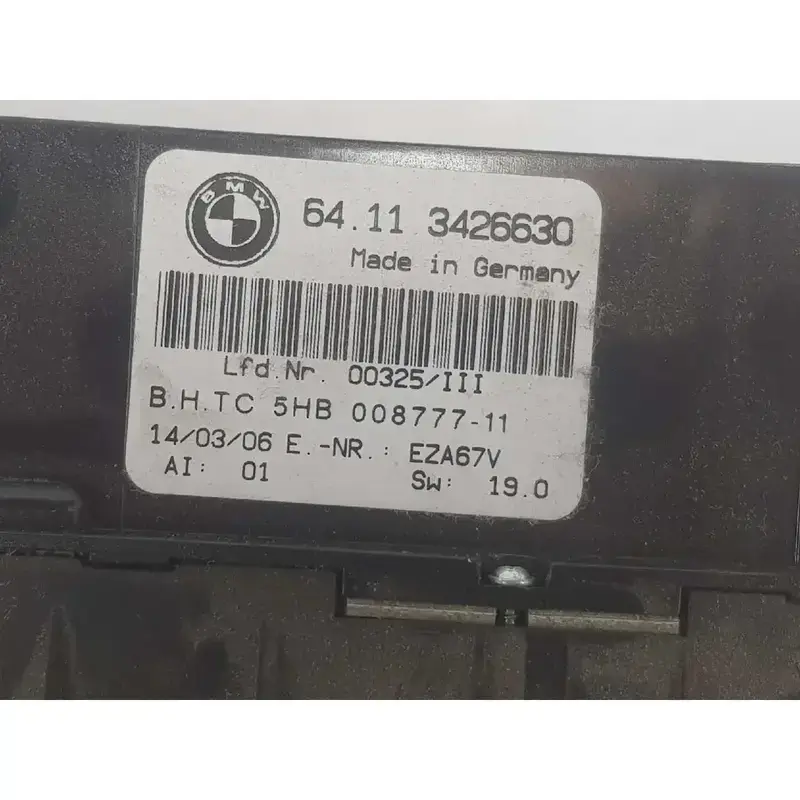 BMW
64.11 3426630
Made in Germany
Lfd.Nr. 00325/III
B.H.TC 5HB 008777-11
14/03/06 E.-NR.: EZA67V
AI: 01 Sw: 19.0